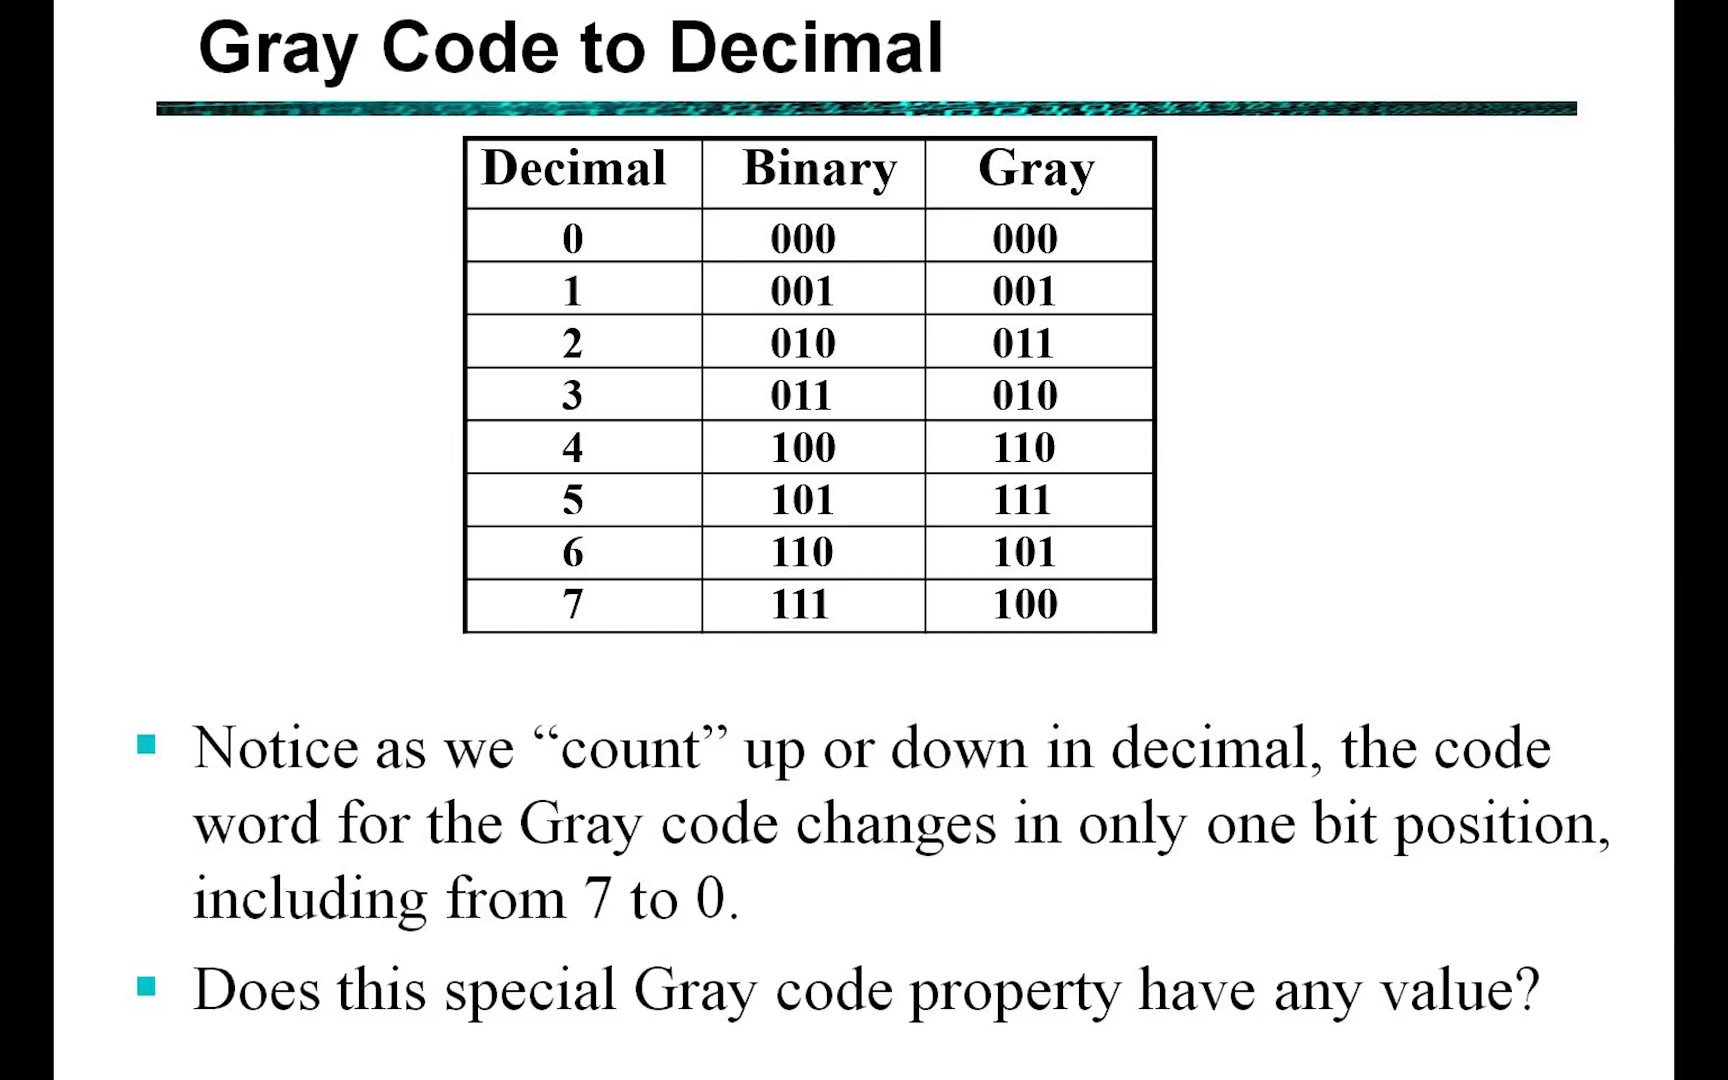 Gray Code to Decimal
Decimal Binary Gray
0 000 000
1 001 001
2 010 011
3 011 010
4 100 110
5 101 111
6 110 101
7 111 100
Notice as we “count” up or down in decimal, the code
word for the Gray code changes in only one bit position,
including from 7 to 0.
Does this special Gray code property have any value?